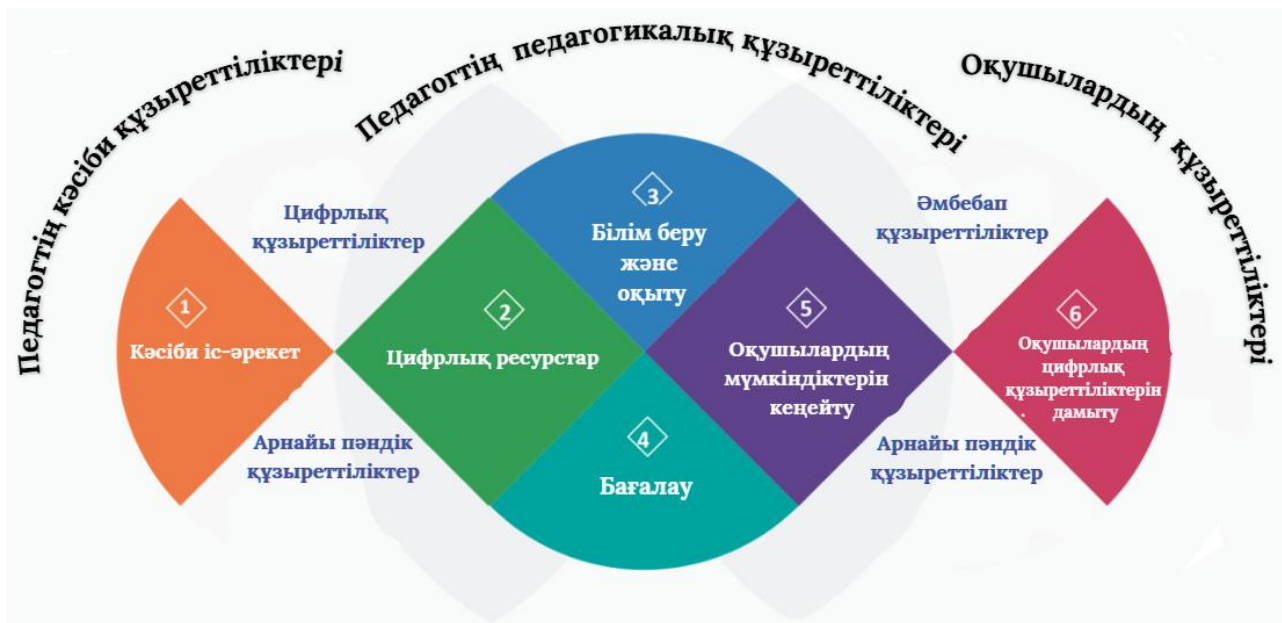 Педагогтің кәсіби құзыреттіліктері
Педагогтің педагогикалық құзыреттіліктері
Оқушылардың құзыреттіліктері
Цифрлық
құзыреттіліктер
Әмбебап
құзыреттіліктер
1
Кәсіби іс-әрекет
2
Цифрлық ресурстар
3
Білім беру
және
оқыту
4
Бағалау
5
Оқушылардың
мүмкіндіктерін
кеңейту
6
Оқушылардың
цифрлық
құзыреттіліктерін
дамыту
Арнайы пәндік
құзыреттіліктер
Арнайы пәндік
құзыреттіліктер